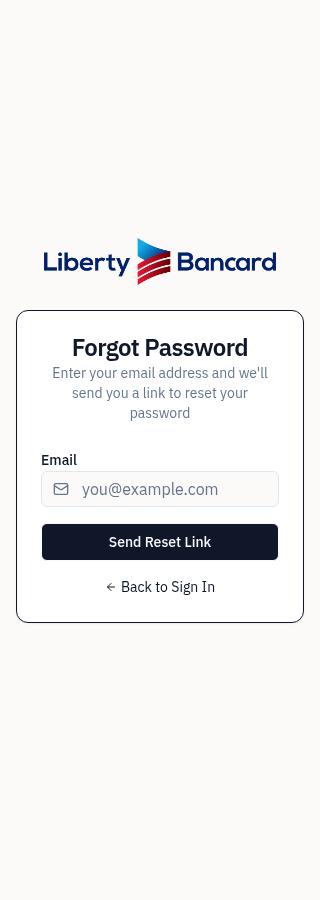 Liberty Bancard
Forgot Password
Enter your email address and we'll
send you a link to reset your
password
Email
you@example.com
Send Reset Link
← Back to Sign In